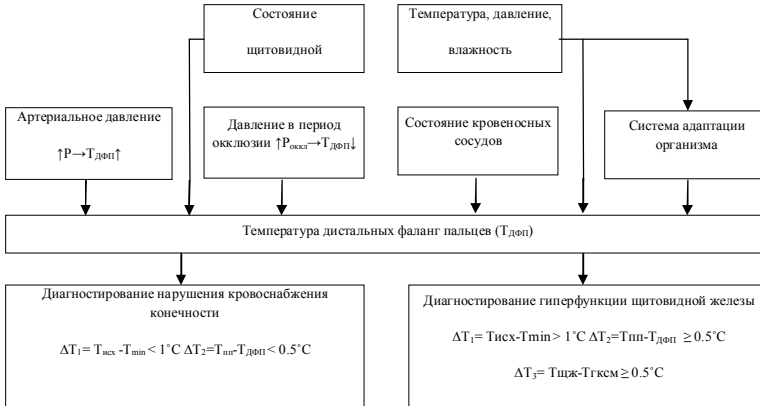 Состояние
щитовидной
Температура, давление,
влажность
Артериальное давление
↑P→TДФП↑
Давление в период
окклюзии ↑Pоккл→TДФП↓
Состояние кровеносных
сосудов
Система адаптации
организма
Температура дистальных фаланг пальцев (TДФП)
Диагностирование нарушения кровоснабжения
конечности
ΔT1= Tисх -Tmin< 1˚C ΔT2=Tпп-TДФП< 0.5˚C
Диагностирование гиперфункции щитовидной железы
ΔT1= Tисх-Tmin> 1˚C ΔT2=Tпп-TДФП ≥0.5˚C
ΔT3= Tщж-Tгксм≥0.5˚C